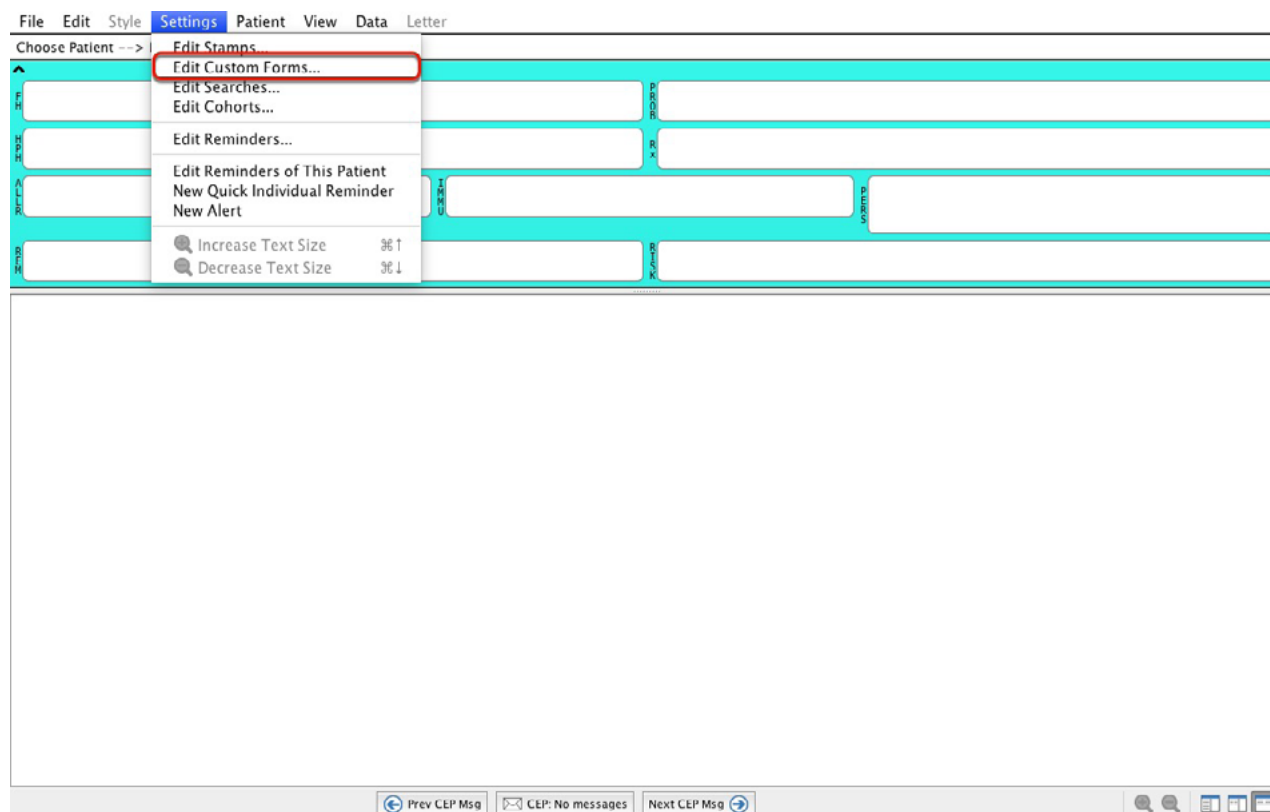 File Edit Style Settings Patient View Data Letter
Choose Patient -->
Edit Stamps...
Edit Custom Forms...
Edit Searches...
Edit Cohorts...
Edit Reminders...
Edit Reminders of This Patient
New Quick Individual Reminder
New Alert
Increase Text Size ⌘↑
Decrease Text Size ⌘↓
FH
PROB
HPH
Rx
ALLR
IMMU
PERS
RFM
RISK
Prev CEP Msg CEP: No messages Next CEP Msg